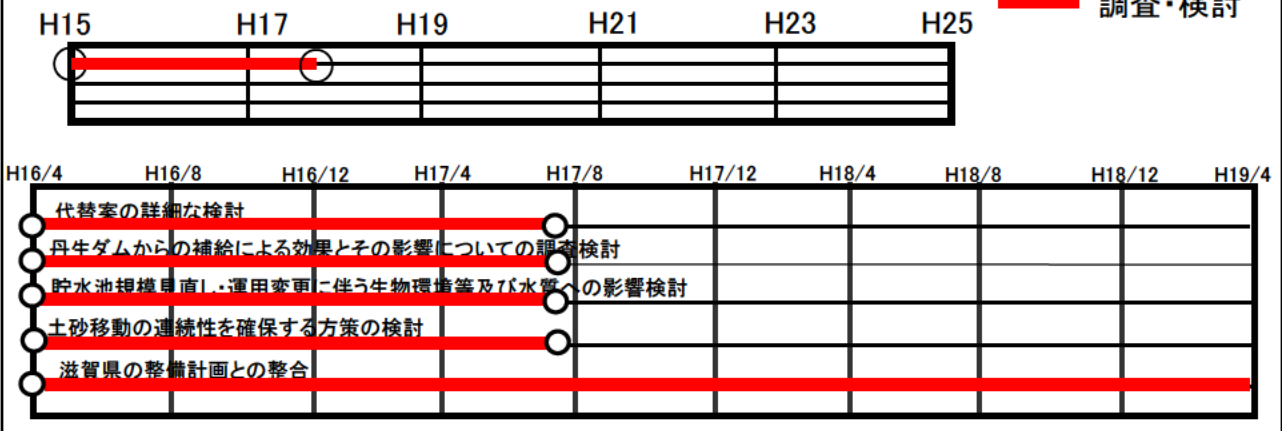 調査・検討
H15 H17 H19 H21 H23 H25
H16/4 H16/8 H16/12 H17/4 H17/8 H17/12 H18/4 H18/8 H18/12 H19/4
代替案の詳細な検討
丹生ダムからの補給による効果とその影響についての調査検討
貯水池規模見直し・運用変更に伴う生物環境等及び水質への影響検討
土砂移動の連続性を確保する方策の検討
滋賀県の整備計画との整合